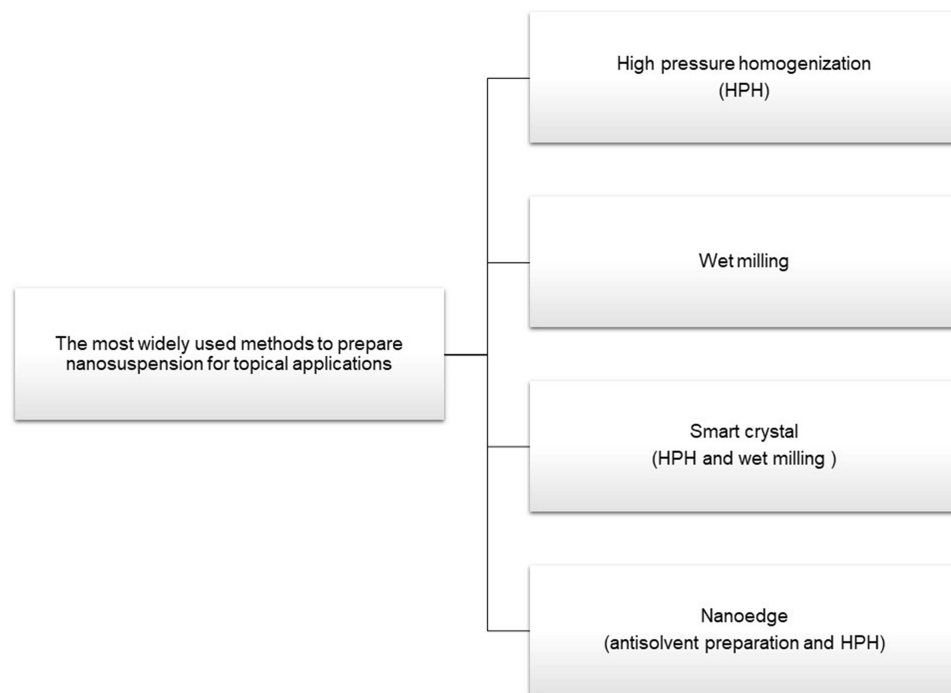 High pressure homogenization
(HPH)
Wet milling
The most widely used methods to prepare
nanosuspension for topical applications
Smart crystal
(HPH and wet milling )
Nanoedge
(antisolvent preparation and HPH)